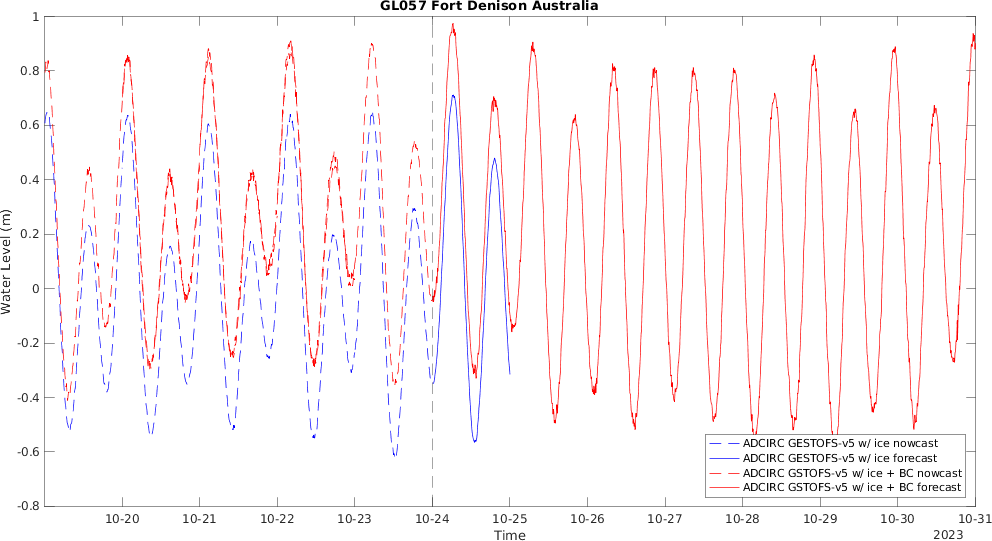 GL057 Fort Denison Australia
Water Level (m)
1
0.8
0.6
0.4
0.2
0
-0.2
-0.4
-0.6
-0.8
ADCIRC GESTOFS-v5 w/ ice nowcast
ADCIRC GESTOFS-v5 w/ ice forecast
ADCIRC GSTOFS-v5 w/ ice + BC nowcast
ADCIRC GSTOFS-v5 w/ ice + BC forecast
10-20 10-21 10-22 10-23 10-24 10-25 10-26 10-27 10-28 10-29 10-30 10-31
Time
2023